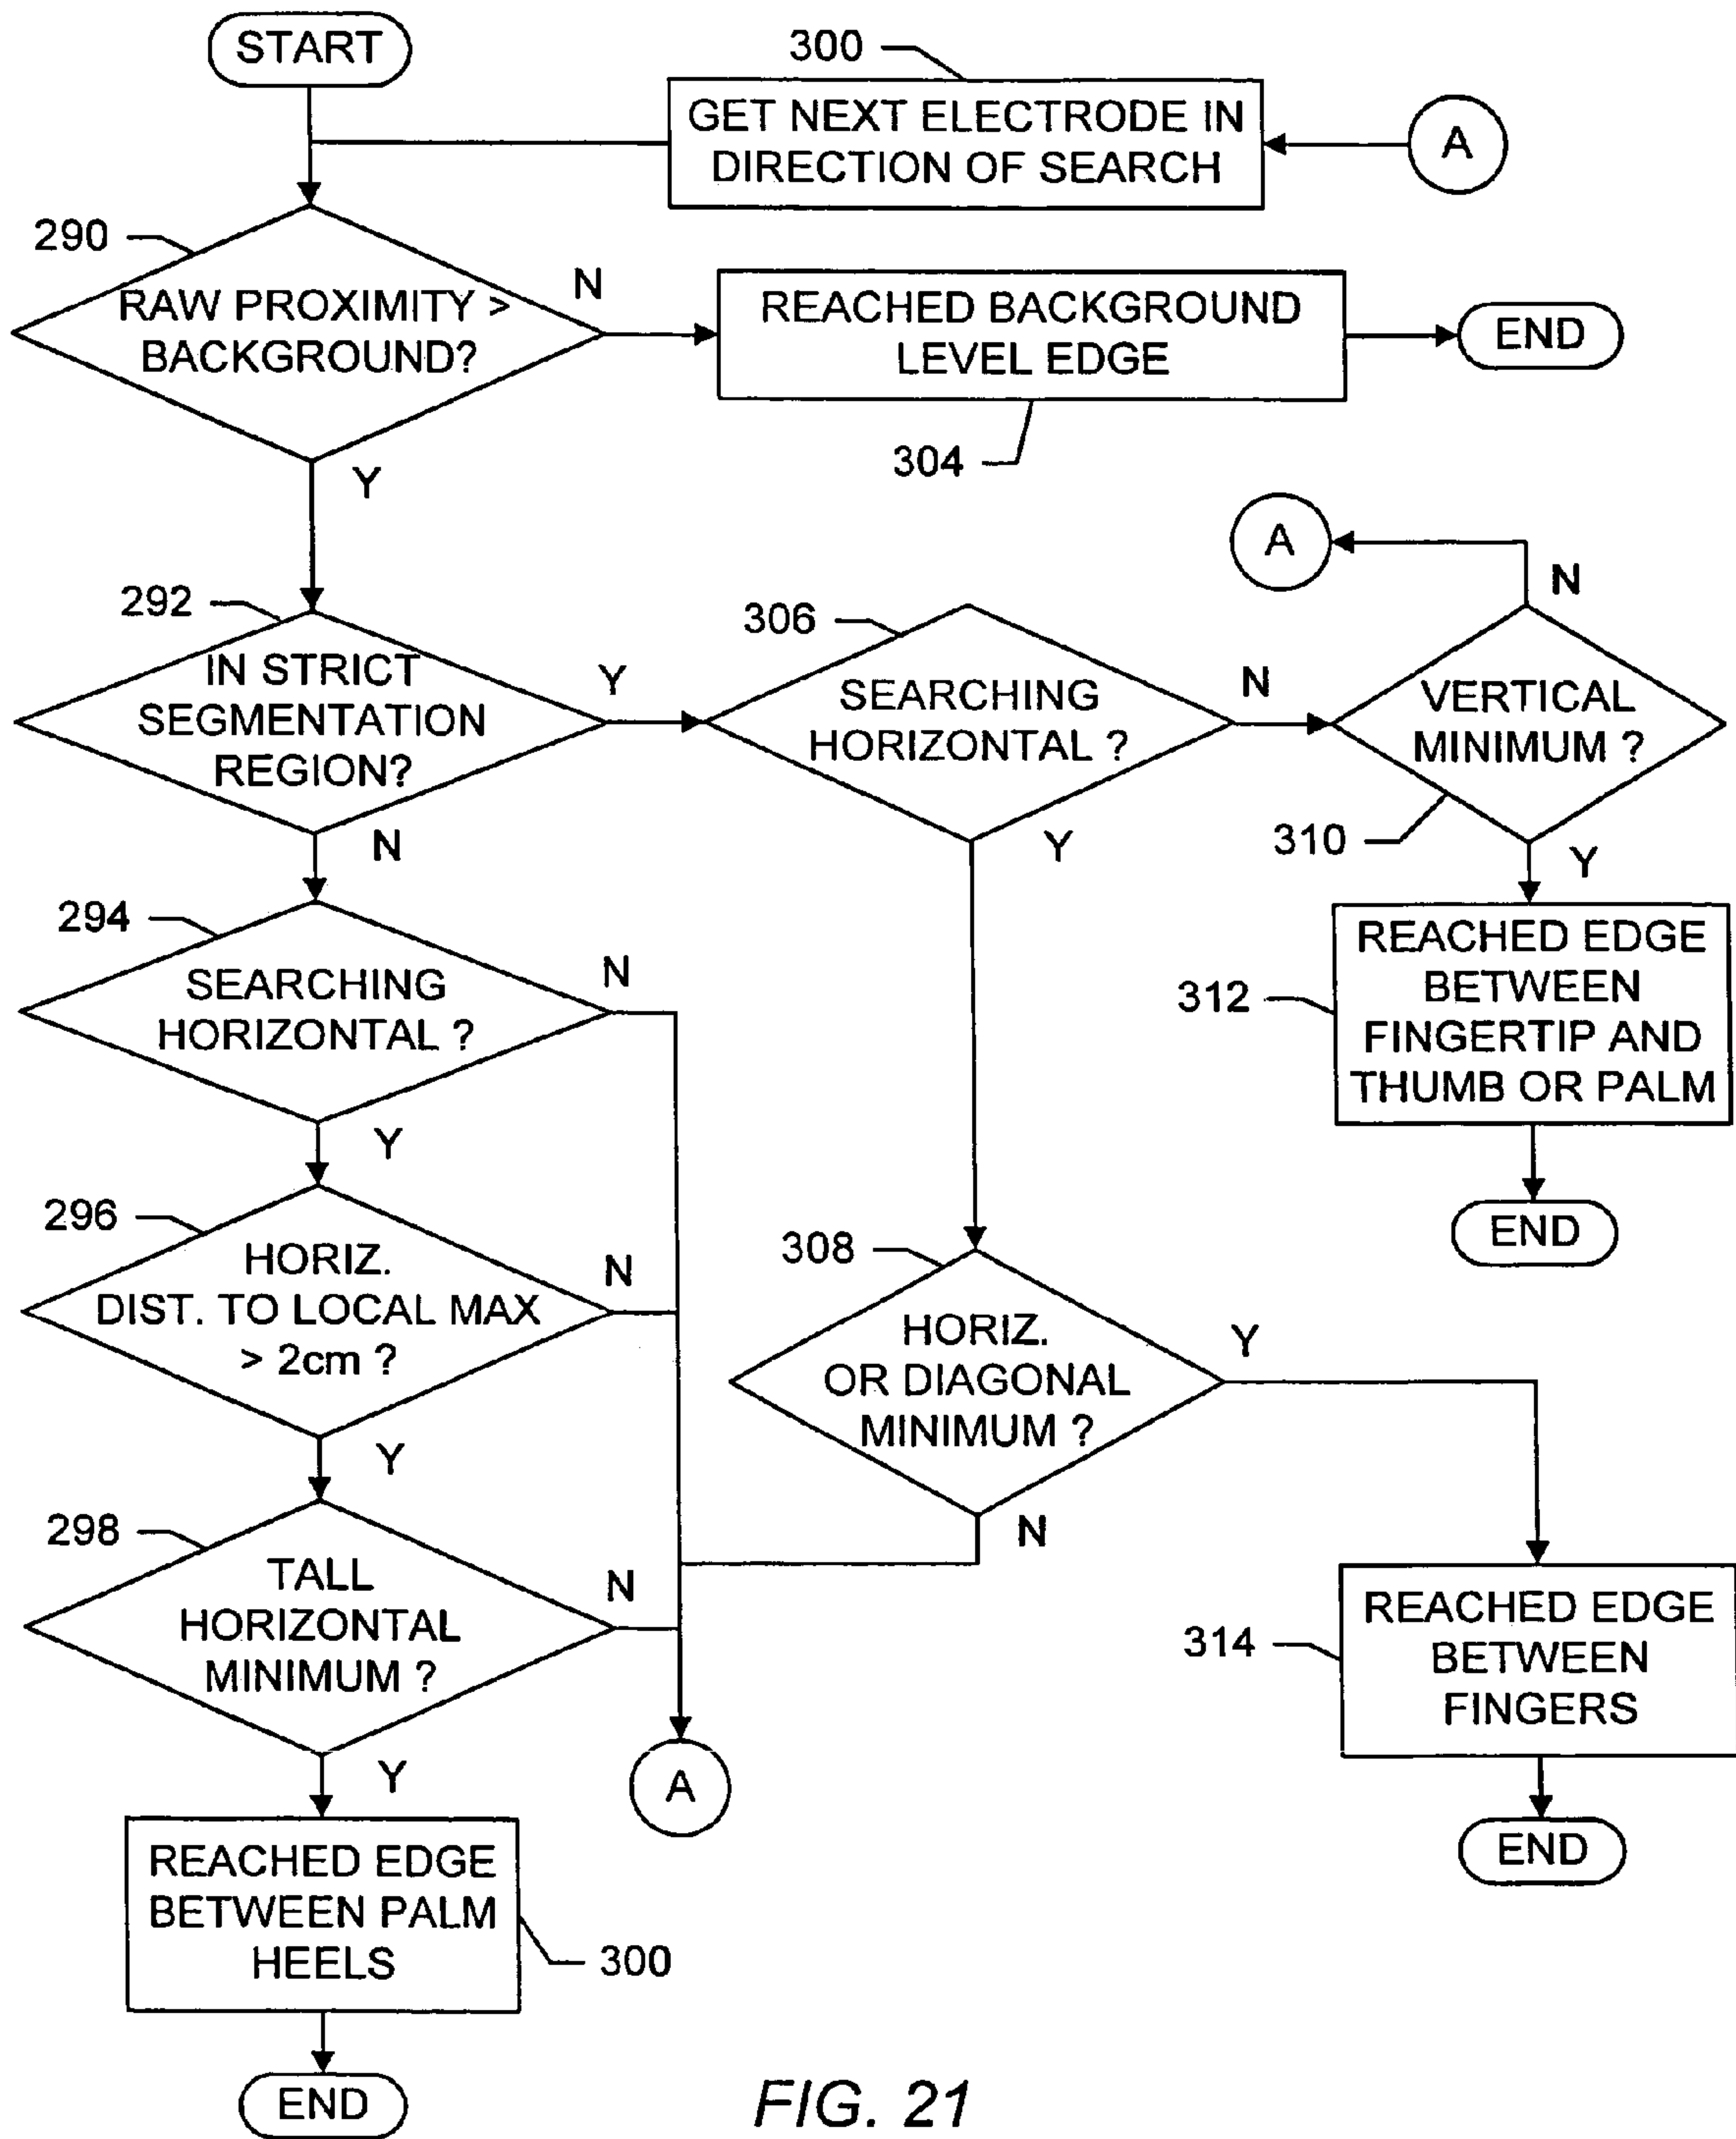 START
300
GET NEXT ELECTRODE IN
DIRECTION OF SEARCH
A
290
RAW PROXIMITY >
BACKGROUND?
N
REACHED BACKGROUND
LEVEL EDGE
END
304
Y
A
N
292
IN STRICT
SEGMENTATION
REGION?
Y
306
SEARCHING
HORIZONTAL ?
N
VERTICAL
MINIMUM ?
310
N
Y
Y
294
SEARCHING
HORIZONTAL ?
N
312
REACHED EDGE
BETWEEN
FINGERTIP AND
THUMB OR PALM
END
Y
296
HORIZ.
DIST. TO LOCAL MAX
> 2cm ?
N
308
HORIZ.
OR DIAGONAL
MINIMUM ?
Y
Y
N
298
TALL
HORIZONTAL
MINIMUM ?
N
314
REACHED EDGE
BETWEEN
FINGERS
END
Y
A
REACHED EDGE
BETWEEN PALM
HEELS
300
END
FIG. 21